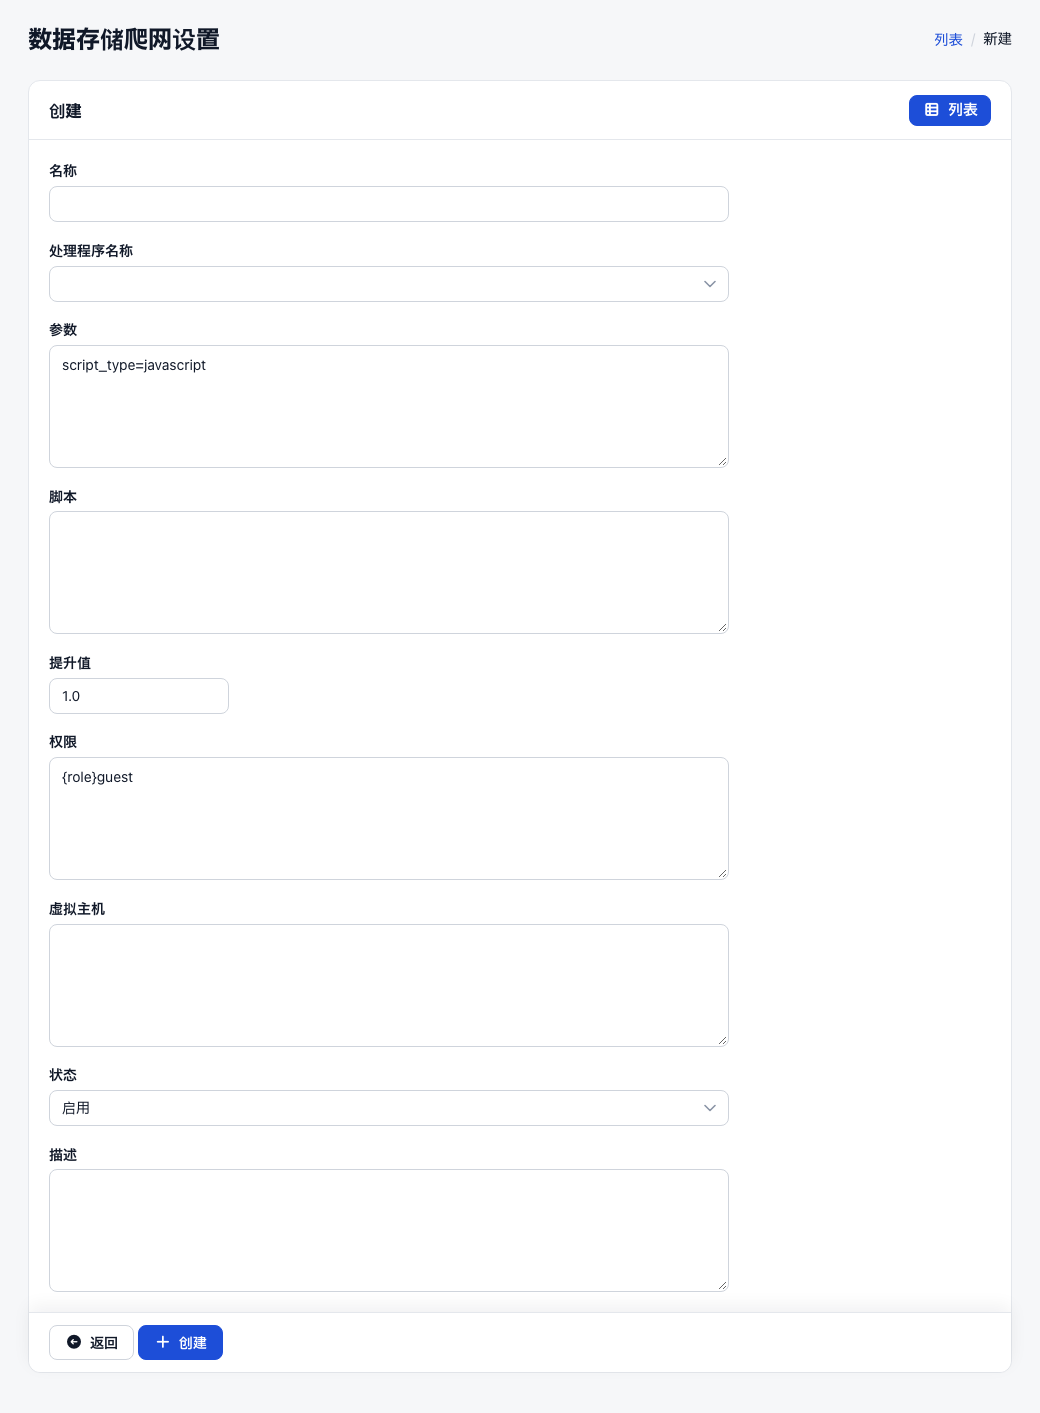 数据存储爬网设置
列表 / 新建
创建
列表
名称
处理程序名称
参数
script_type=javascript
脚本
提升值
1.0
权限
{role}guest
虚拟主机
状态
启用
描述
返回
创建